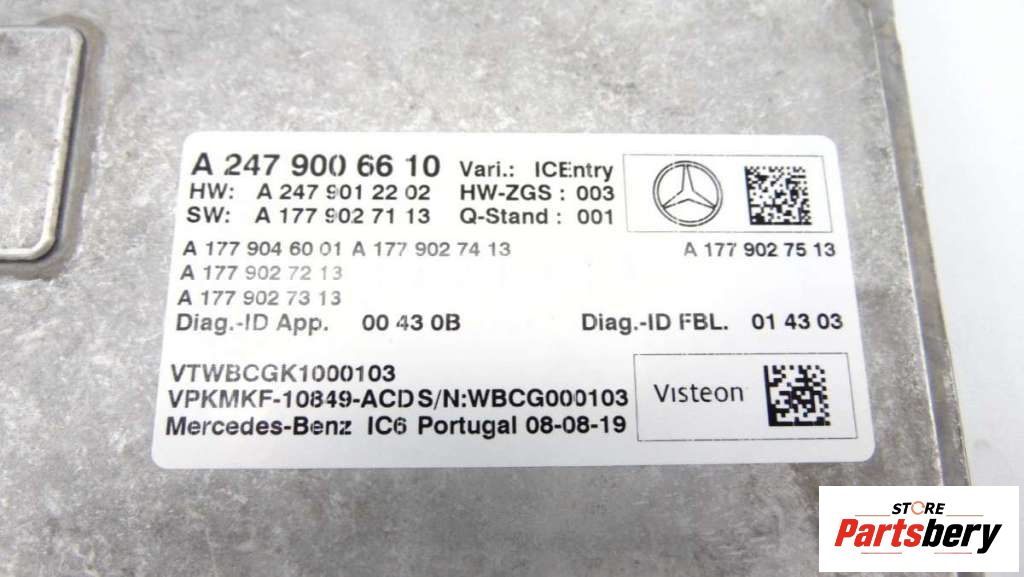 A 247 900 66 10 Vari.: ICEntry
HW: A 247 901 22 02 HW-ZGS : 003
SW: A 177 902 71 13 Q-Stand : 001
A 177 904 60 01 A 177 902 74 13 A 177 902 75 13
A 177 902 72 13
A 177 902 73 13
Diag.-ID App. 00 43 0B Diag.-ID FBL. 01 43 03
VTWBCGK1000103
VPKMKF-10849-ACD S/N:WBCG000103
Visteon
Mercedes-Benz IC6 Portugal 08-08-19
STORE
Partsbery